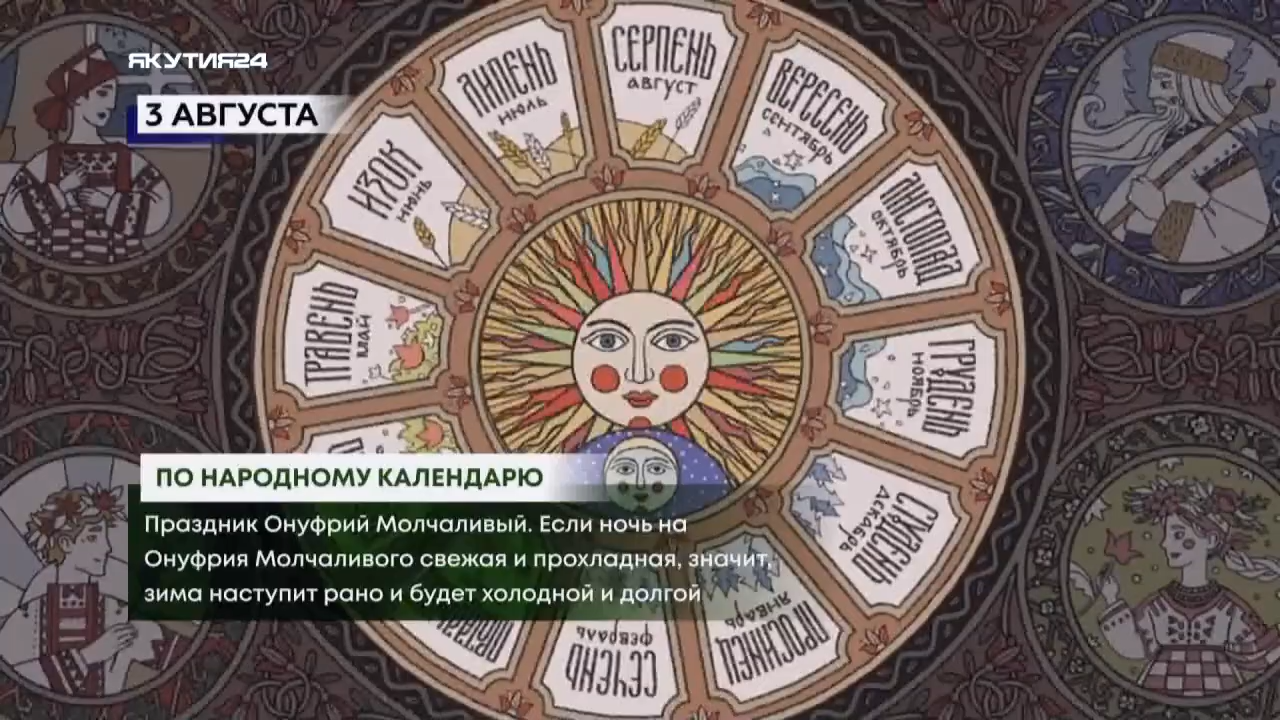 ЯКУТИЯ24
3 АВГУСТА
ЛИПЕНЬ
июль
СЕРПЕНЬ
август
ВЕРЕСЕНЬ
сентябрь
ЛИСТОПАД
октябрь
ГРУДЕНЬ
ноябрь
СТУДЕНЬ
декабрь
ПРОСИНЕЦ
январь
СЕЧЕНЬ
февраль
ТРАВЕНЬ
май
ИЗОК
июнь
ПО НАРОДНОМУ КАЛЕНДАРЮ
Праздник Онуфрий Молчаливый. Если ночь на
Онуфрия Молчаливого свежая и прохладная, значит,
зима наступит рано и будет холодной и долгой